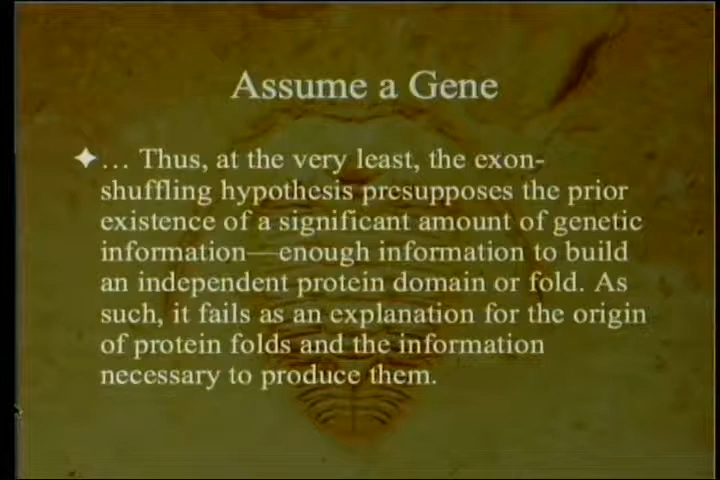 Assume a Gene
… Thus, at the very least, the exon-
shuffling hypothesis presupposes the prior
existence of a significant amount of genetic
information—enough information to build
an independent protein domain or fold. As
such, it fails as an explanation for the origin
of protein folds and the information
necessary to produce them.